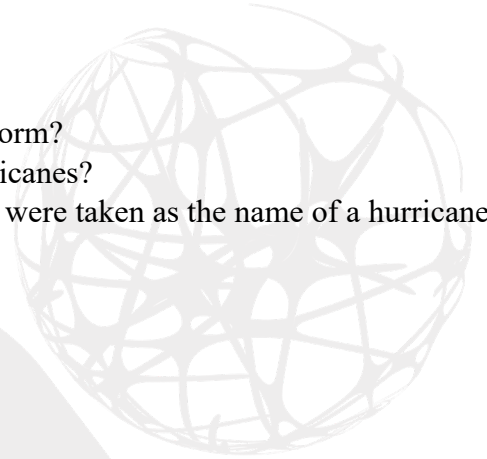 orm?
icanes?
were taken as the name of a hurricane